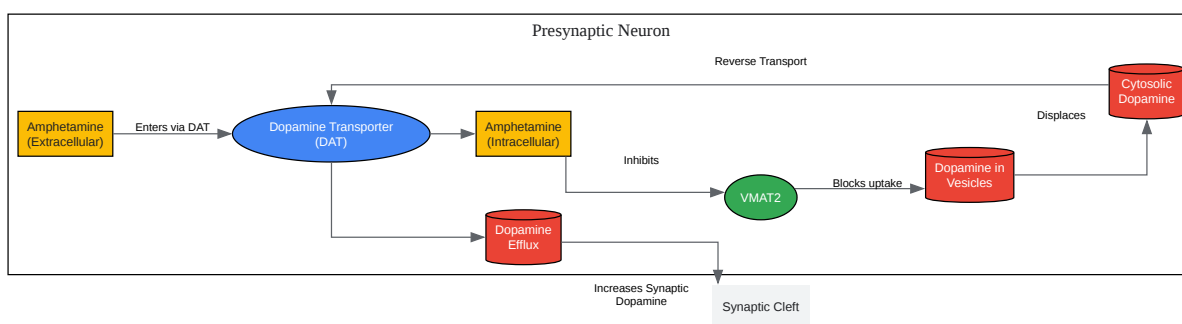 Presynaptic Neuron
Reverse Transport
Cytosolic
Dopamine
Amphetamine
(Extracellular)
Enters via DAT
Dopamine Transporter
(DAT)
Amphetamine
(Intracellular)
Displaces
Inhibits
Dopamine in
Vesicles
Blocks uptake
VMAT2
Dopamine
Efflux
Increases Synaptic
Dopamine
Synaptic Cleft